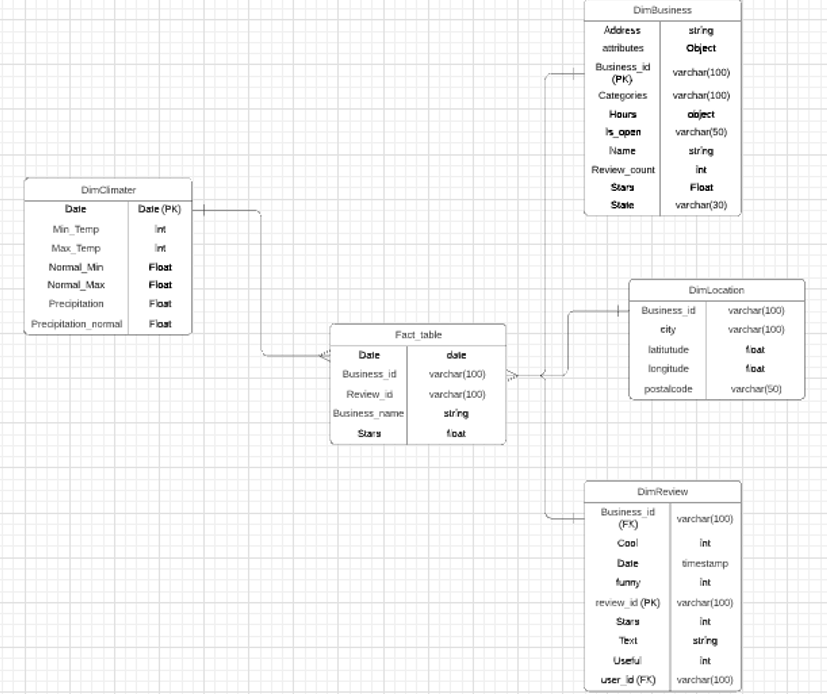 DimBusiness
Address string
attributes Object
Business_id
(PK) varchar(100)
Categories varchar(100)
Hours object
Is_open varchar(50)
Name string
Review_count int
Stars Float
State varchar(30)
DimClimater
Date Date (PK)
Min_Temp Int
Max_Temp Int
Normal_Min Float
Normal_Max Float
Precipitation Float
Precipitation_normal Float
DimLocation
Business_id varchar(100)
city varchar(100)
latitutude float
longitude float
postalcode varchar(50)
Fact_table
Date date
Business_id varchar(100)
Review_id varchar(100)
Business_name string
Stars float
DimReview
Business_id
(FK) varchar(100)
Cool int
Date timestamp
funny int
review_id (PK) varchar(100)
Stars int
Text string
Useful int
user_id (FK) varchar(100)